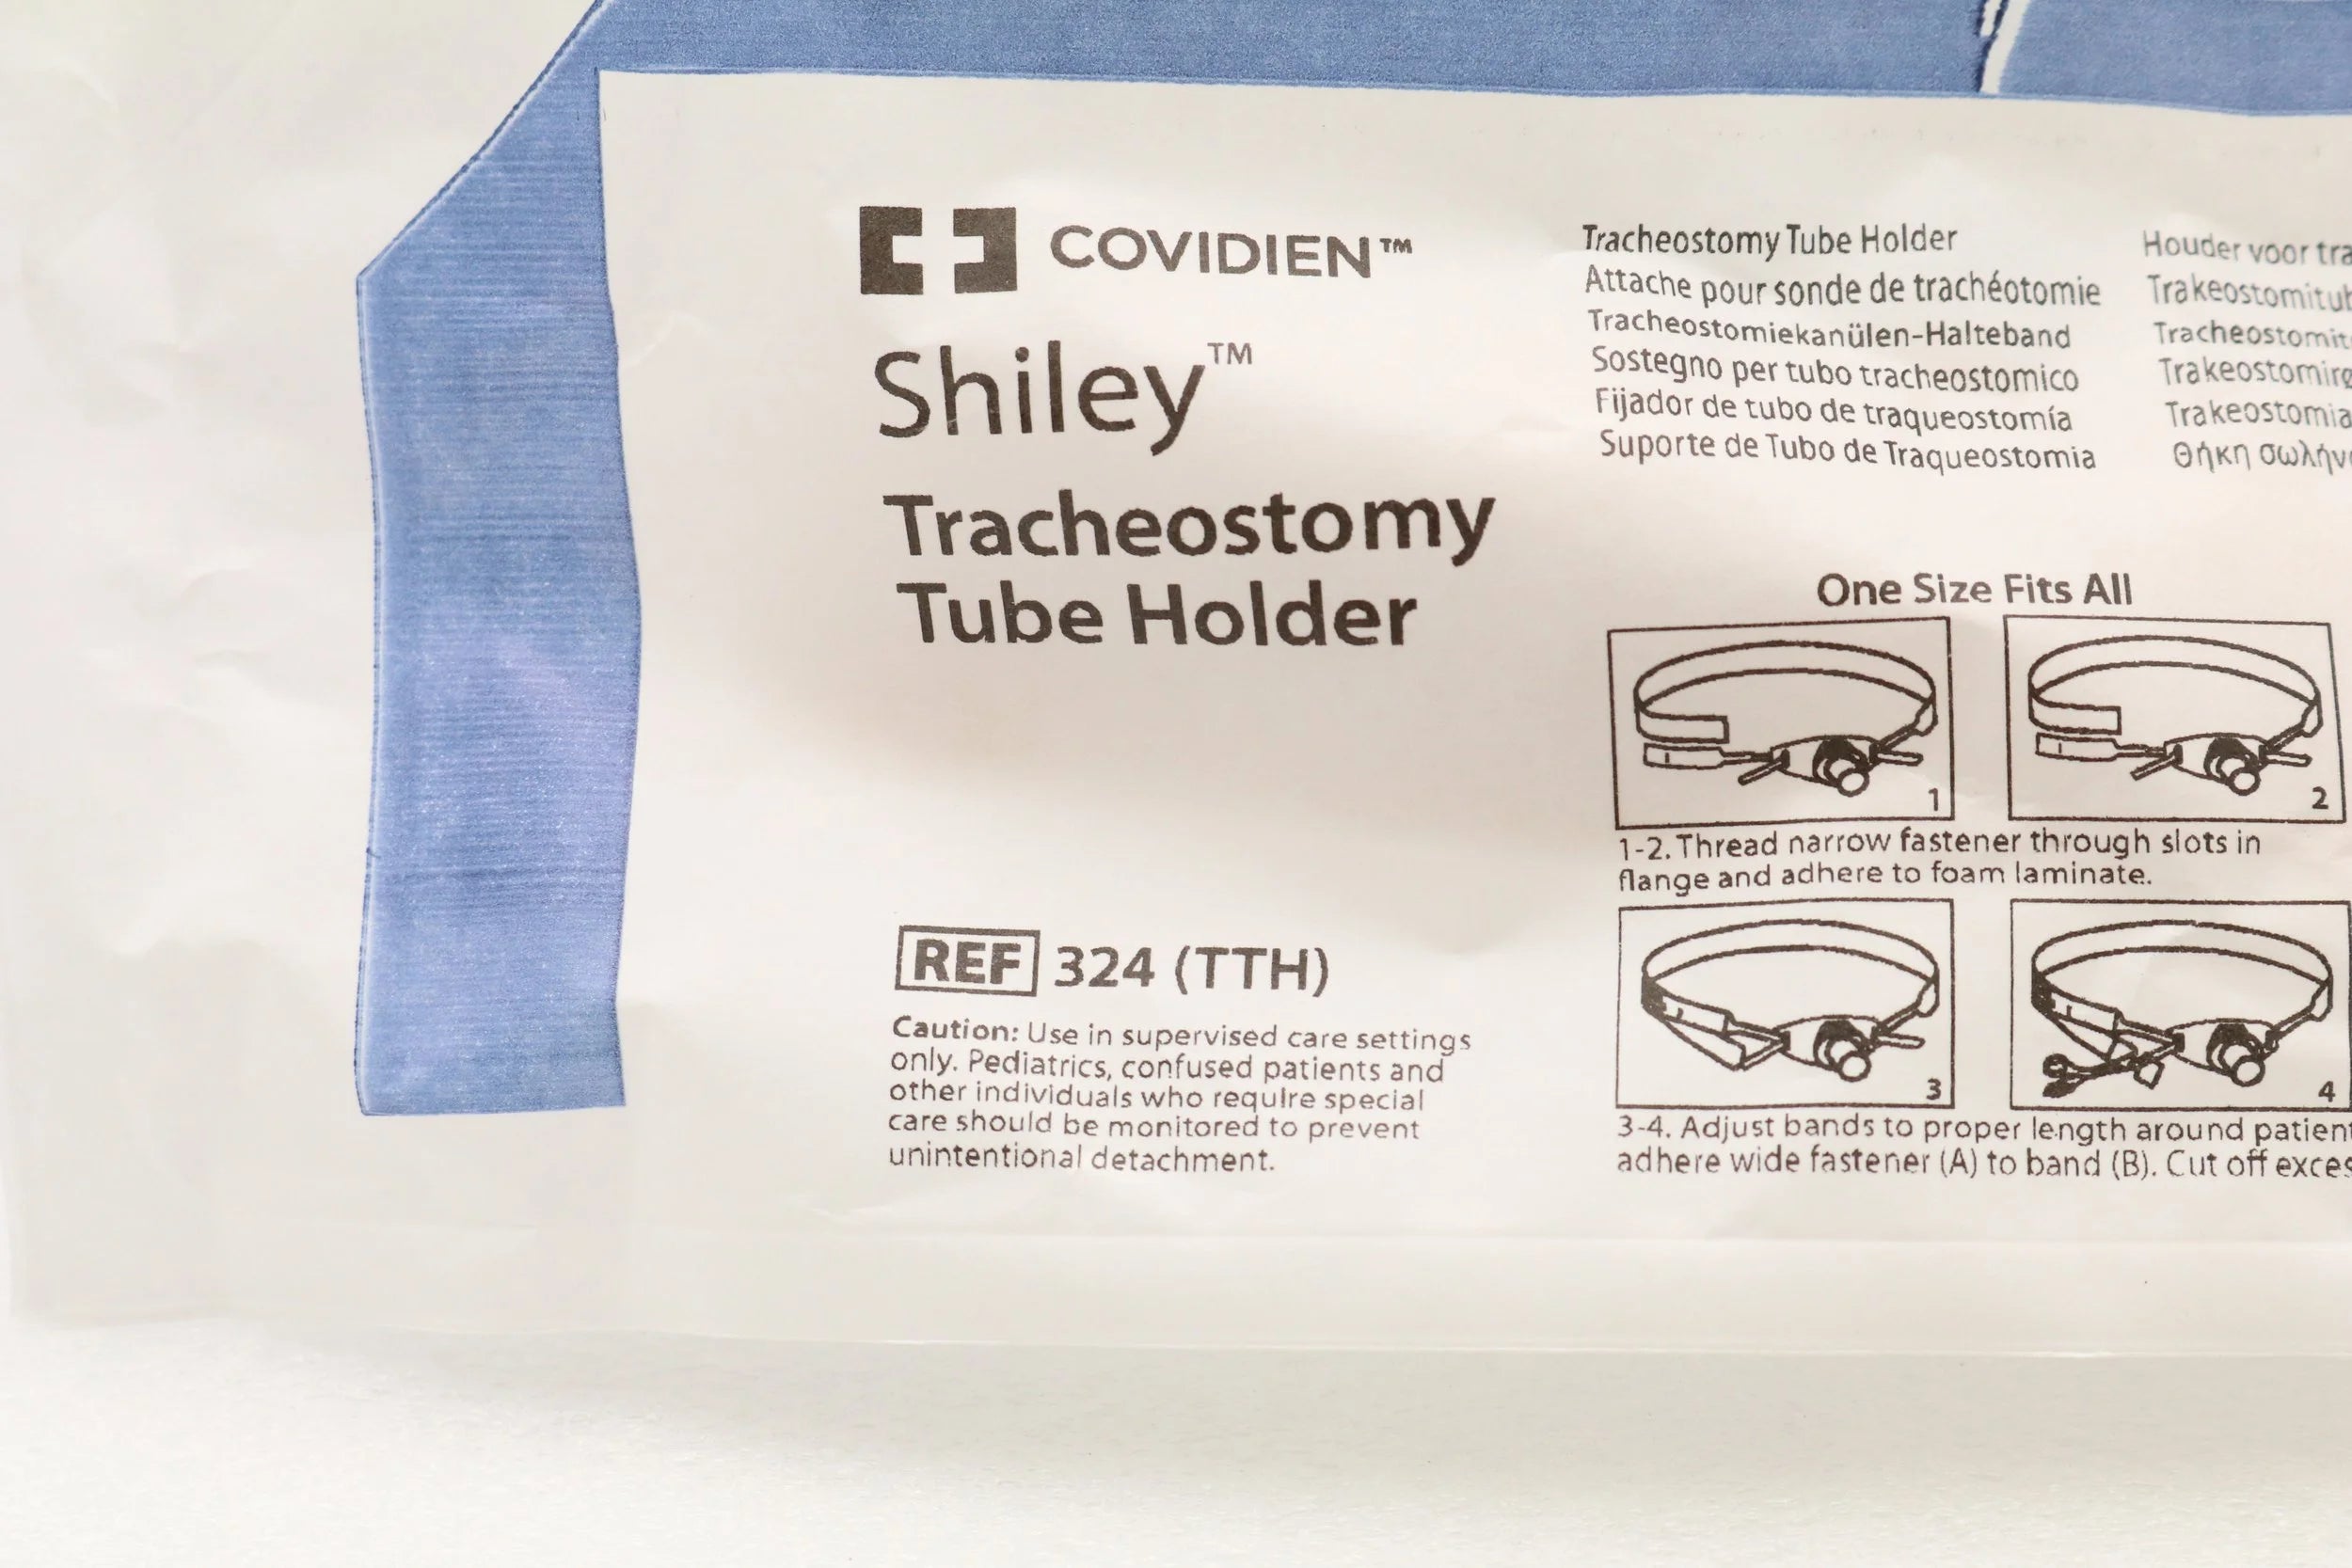 COVIDIEN™
Shiley™
Tracheostomy
Tube Holder
REF 324 (TTH)
Caution: Use in supervised care settings
only. Pediatrics, confused patients and
other individuals who require special
care should be monitored to prevent
unintentional detachment.
Tracheostomy Tube Holder
Attache pour sonde de trachéotomie
Tracheostomiekanülen-Halteband
Sostegno per tubo tracheostomico
Fijador de tubo de traqueostomía
Suporte de Tubo de Traqueostomia
Houder voor
Θήκη
One Size Fits All
1
2
1-2. Thread narrow fastener through slots in
flange and adhere to foam laminate.
3
4
3-4. Adjust bands to proper length around patient
adhere wide fastener (A) to band (B). Cut off